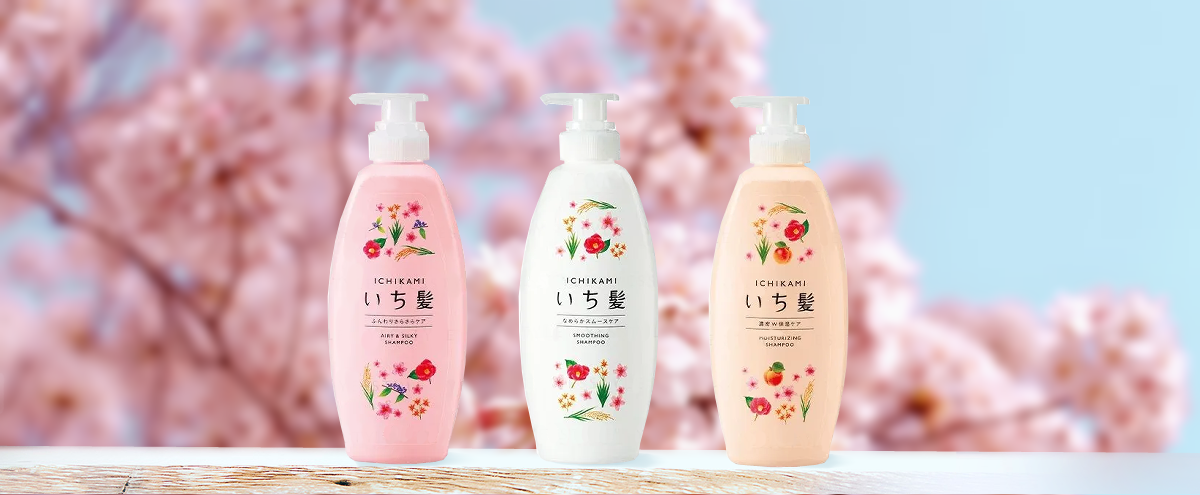 ICHIKAMI
いち髪
ふんわりさらさらケア
AIRY & SILKY
SHAMPOO
ICHIKAMI
いち髪
なめらかスムースケア
SMOOTHING
SHAMPOO
ICHIKAMI
いち髪
濃密W保湿ケア
MOISTURIZING
SHAMPOO